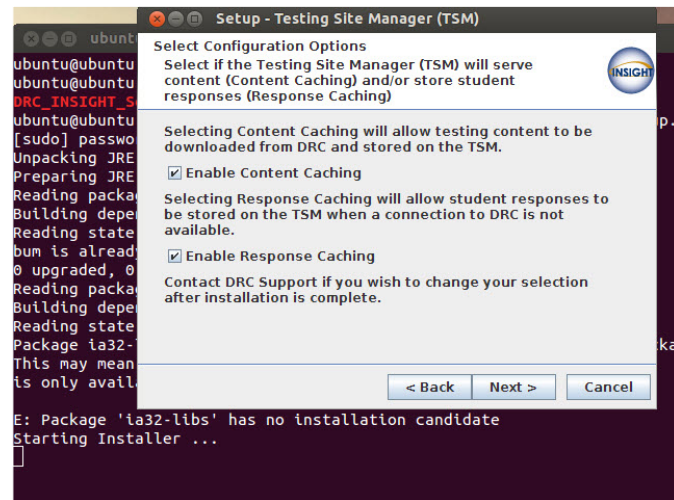 Setup - Testing Site Manager (TSM)
ubunt
Select Configuration Options
Select if the Testing Site Manager (TSM) will serve
content (Content Caching) and/or store student
responses (Response Caching)
INSIGHT
Selecting Content Caching will allow testing content to be
downloaded from DRC and stored on the TSM.
Enable Content Caching
Selecting Response Caching will allow student responses to
be stored on the TSM when a connection to DRC is not
available.
Enable Response Caching
Contact DRC Support if you wish to change your selection
after installation is complete.
< Back
Next >
Cancel
ubuntu@ubuntu
ubuntu@ubuntu
DRC_INSIGHT_S
ubuntu@ubuntu p.
[sudo] passwo
Unpacking JRE
Preparing JRE
Reading packa
Building depe
Reading state
bum is alread
0 upgraded, 0
Reading packa
Building depe
Reading state
Package ia32- ka
This may mean
is only avail
E: Package 'ia32-libs' has no installation candidate
Starting Installer ...